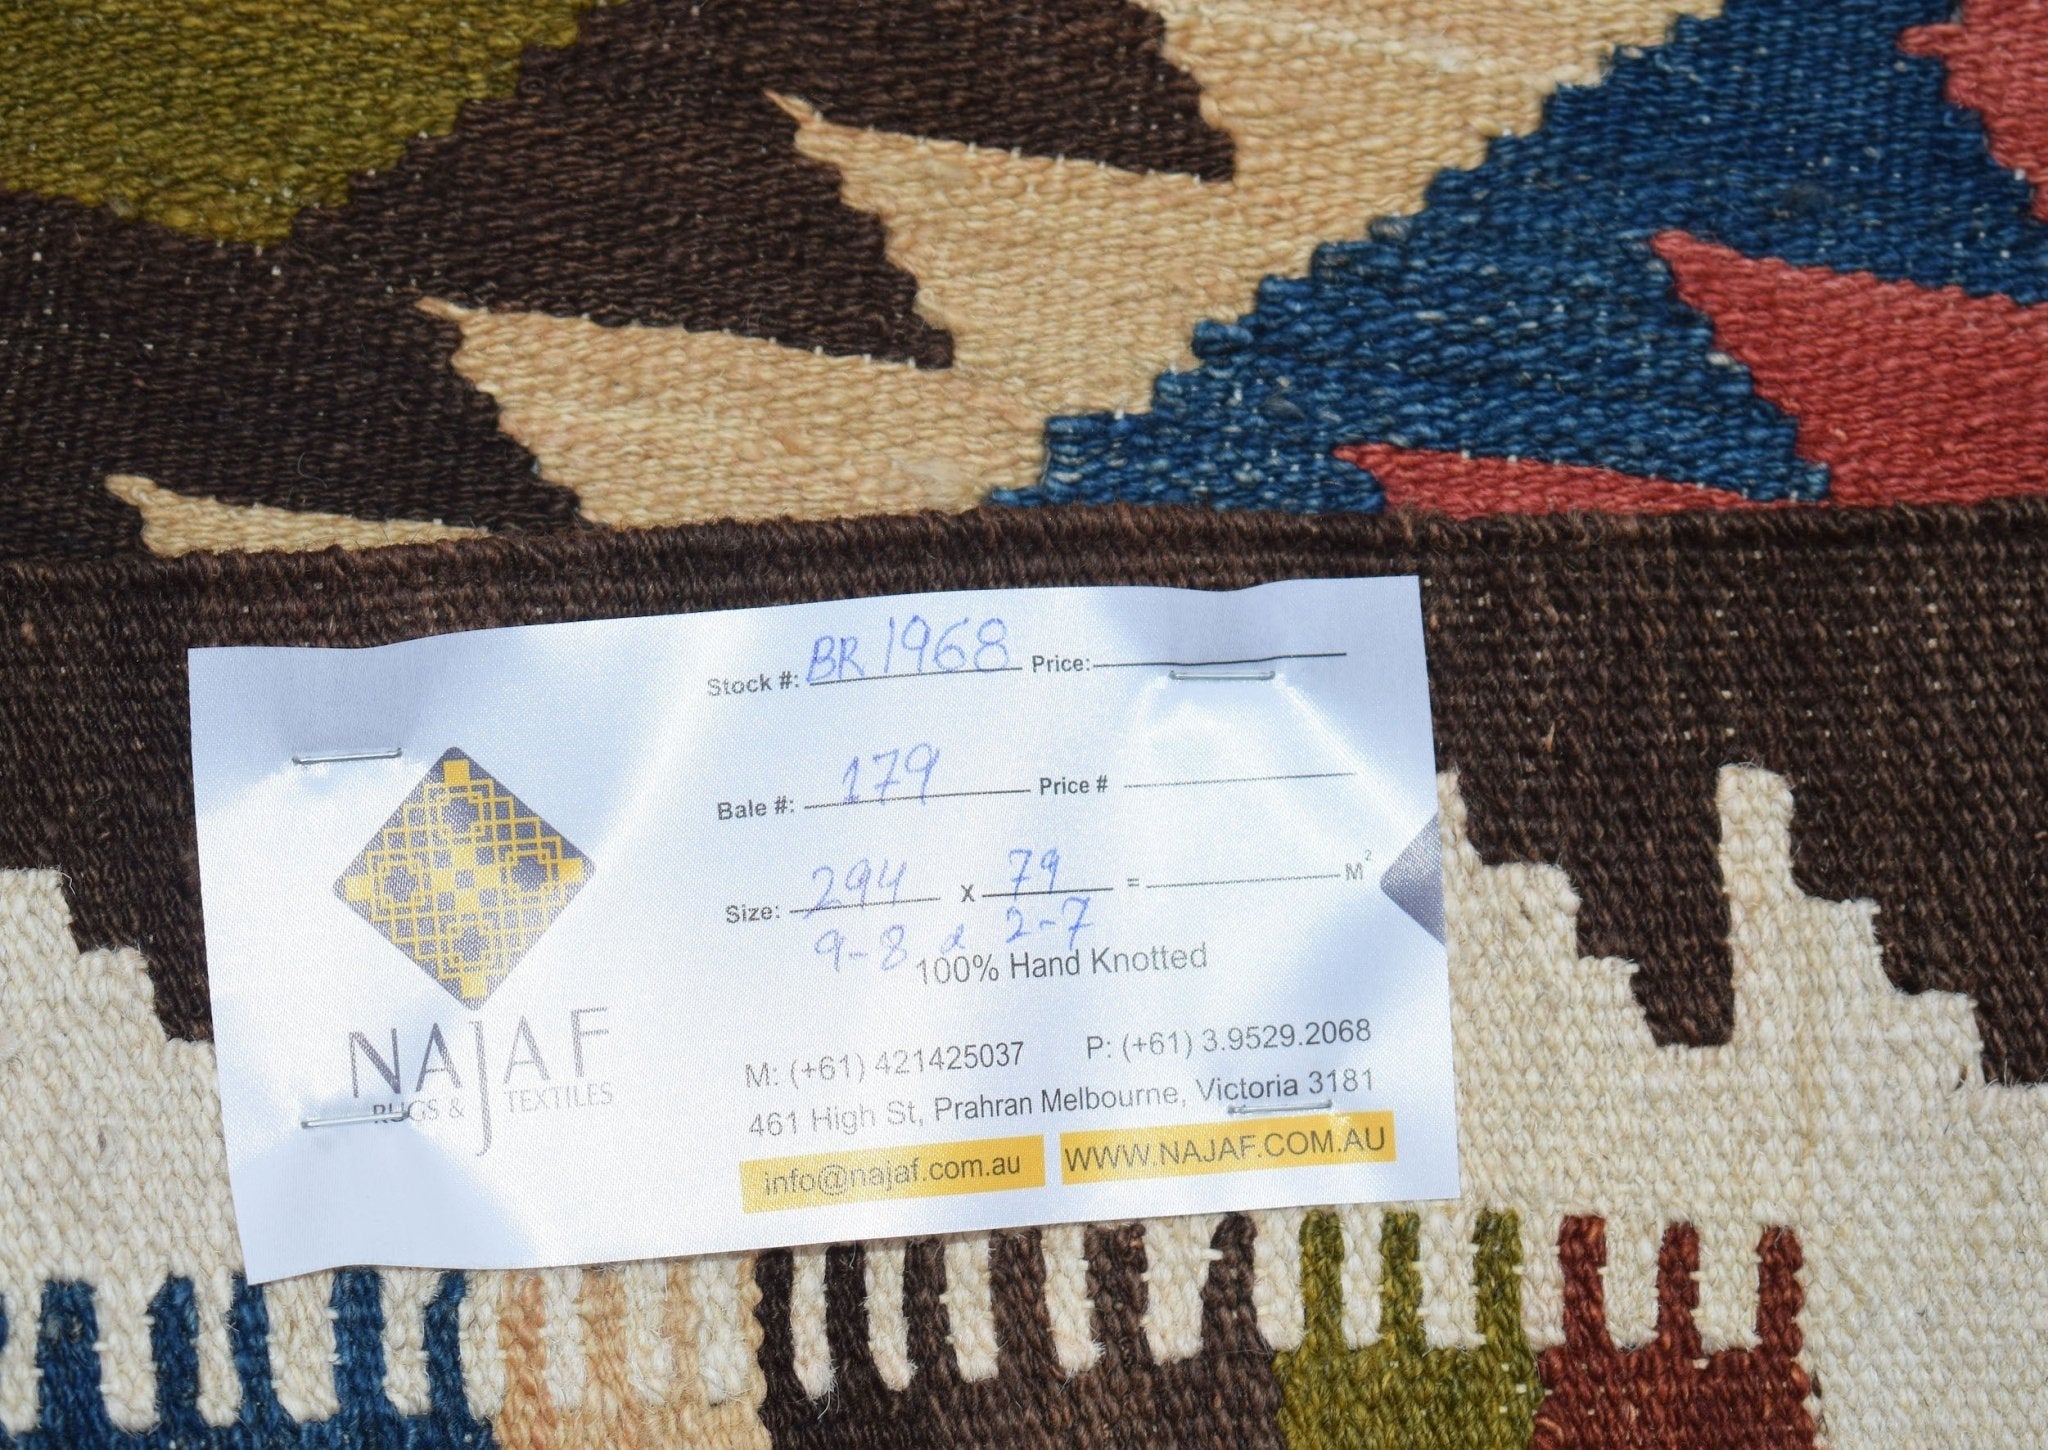 Stock #: BR1968 Price:
Bale #: 179 Price #
Size: 294 x 79 = M²
9-8 x 2-7
100% Hand Knotted
NAJAF
RUGS & TEXTILES
M: (+61) 421425037 P: (+61) 3.9529.2068
461 High St, Prahran Melbourne, Victoria 3181
info@najaf.com.au WWW.NAJAF.COM.AU